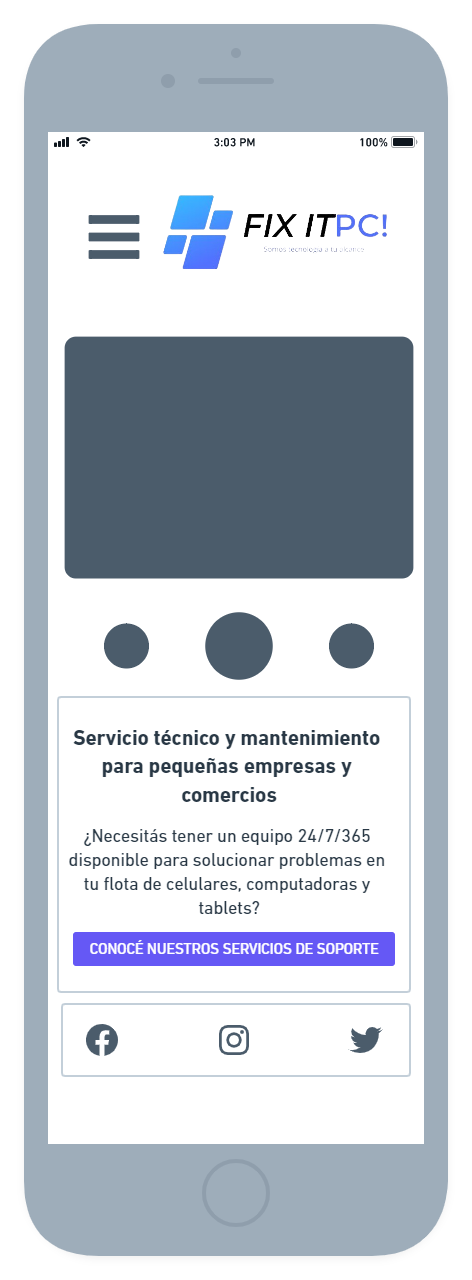 3:03 PM
100%
FIX ITPC!
Somos tecnología a tu alcance
Servicio técnico y mantenimiento
para pequeñas empresas y
comercios
¿Necesitás tener un equipo 24/7/365
disponible para solucionar problemas en
tu flota de celulares, computadoras y
tablets?
CONOCÉ NUESTROS SERVICIOS DE SOPORTE